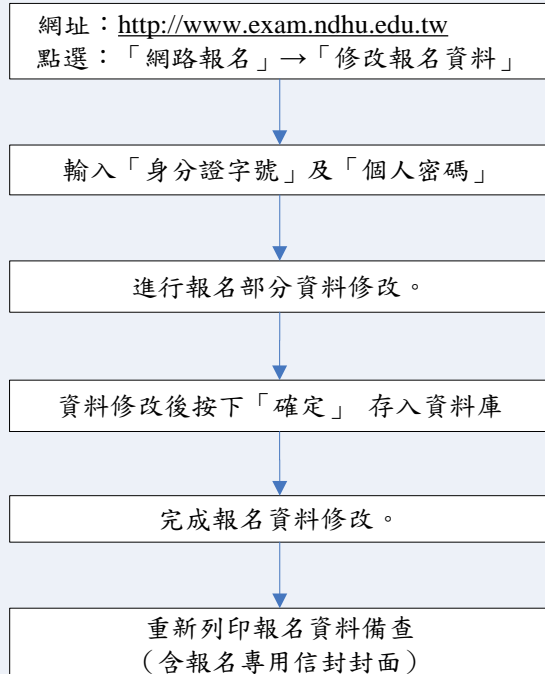 網址：http://www.exam.ndhu.edu.tw
點選：「網路報名」→「修改報名資料」
輸入「身分證字號」及「個人密碼」
進行報名部分資料修改。
資料修改後按下「確定」 存入資料庫
完成報名資料修改。
重新列印報名資料備查
（含報名專用信封封面）